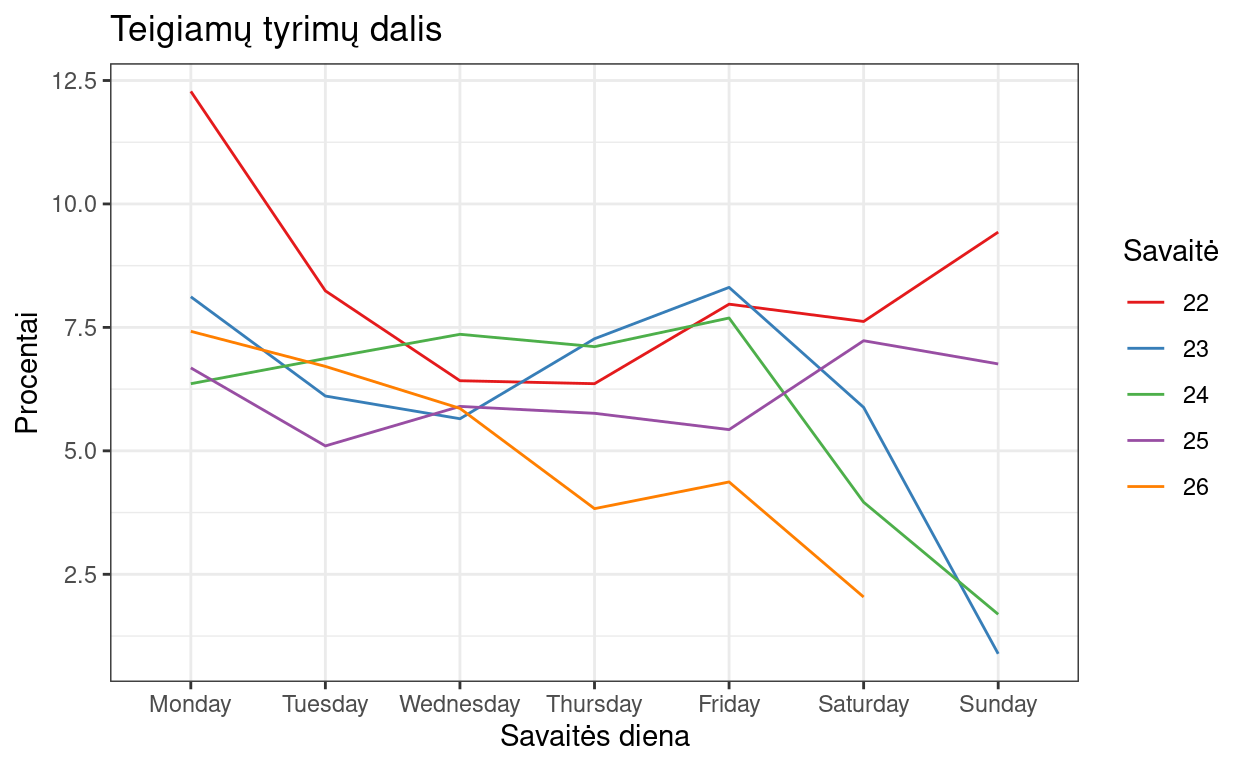 Teigiamų tyrimų dalis
Procentai
12.5
10.0
7.5
5.0
2.5
Monday
Tuesday
Wednesday
Thursday
Friday
Saturday
Sunday
Savaitės diena
Savaitė
22
23
24
25
26